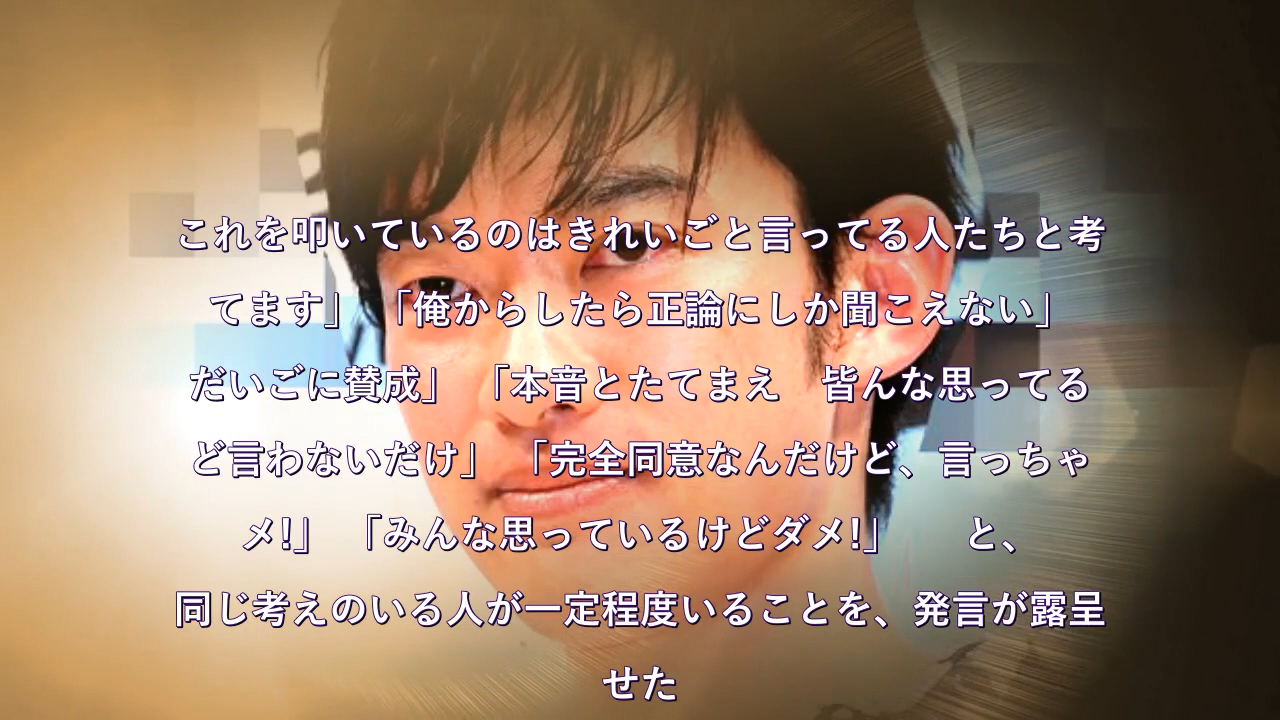 これを叩いているのはきれいごと言ってる人たちと考
てます」 「俺からしたら正論にしか聞こえない」
だいごに賛成」 「本音とたてまえ 皆んな思ってる
ど言わないだけ」 「完全同意なんだけど、言っちゃ
メ!」 「みんな思っているけどダメ!」 と、
同じ考えのいる人が一定程度いることを、発言が露呈
せた